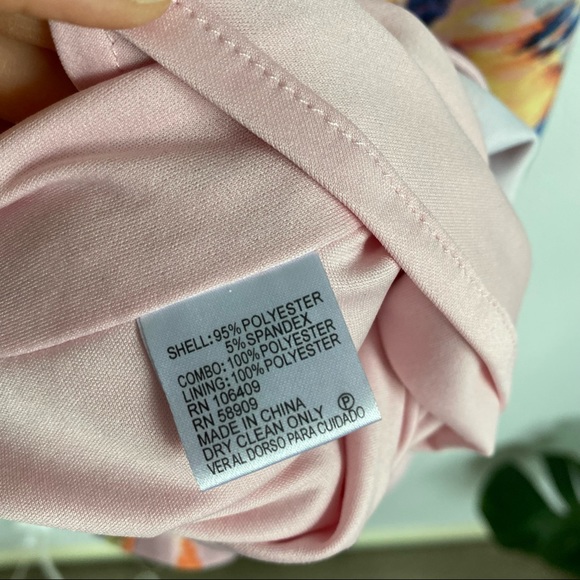 SHELL: 95% POLYESTER
5% SPANDEX
COMBO: 100% POLYESTER
LINING: 100% POLYESTER
RN 106409
RN 58909
MADE IN CHINA
DRY CLEAN ONLY Ⓟ
VER AL DORSO PARA CUIDADO